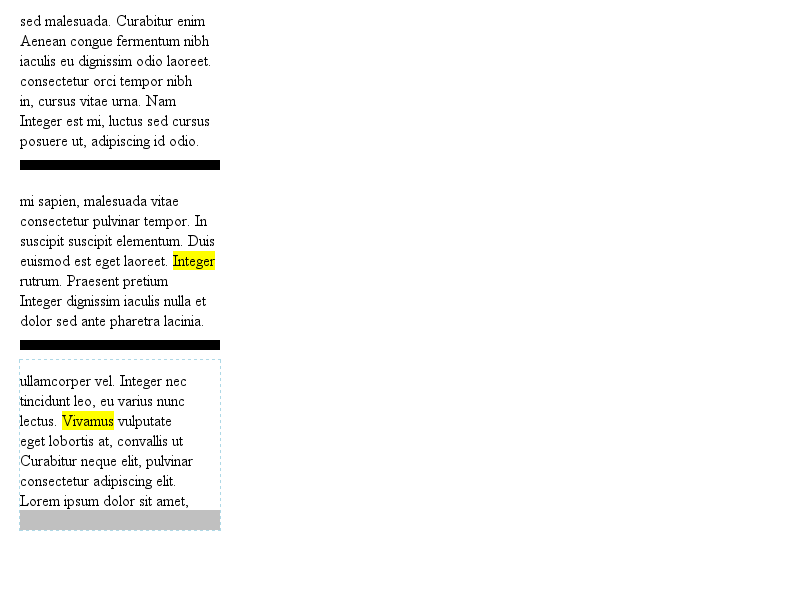 sed malesuada. Curabitur enim
Aenean congue fermentum nibh
iaculis eu dignissim odio laoreet.
consectetur orci tempor nibh
in, cursus vitae urna. Nam
Integer est mi, luctus sed cursus
posuere ut, adipiscing id odio.
mi sapien, malesuada vitae
consectetur pulvinar tempor. In
suscipit suscipit elementum. Duis
euismod est eget laoreet. Integer
rutrum. Praesent pretium
Integer dignissim iaculis nulla et
dolor sed ante pharetra lacinia.
ullamcorper vel. Integer nec
tincidunt leo, eu varius nunc
lectus. Vivamus vulputate
eget lobortis at, convallis ut
Curabitur neque elit, pulvinar
consectetur adipiscing elit.
Lorem ipsum dolor sit amet,